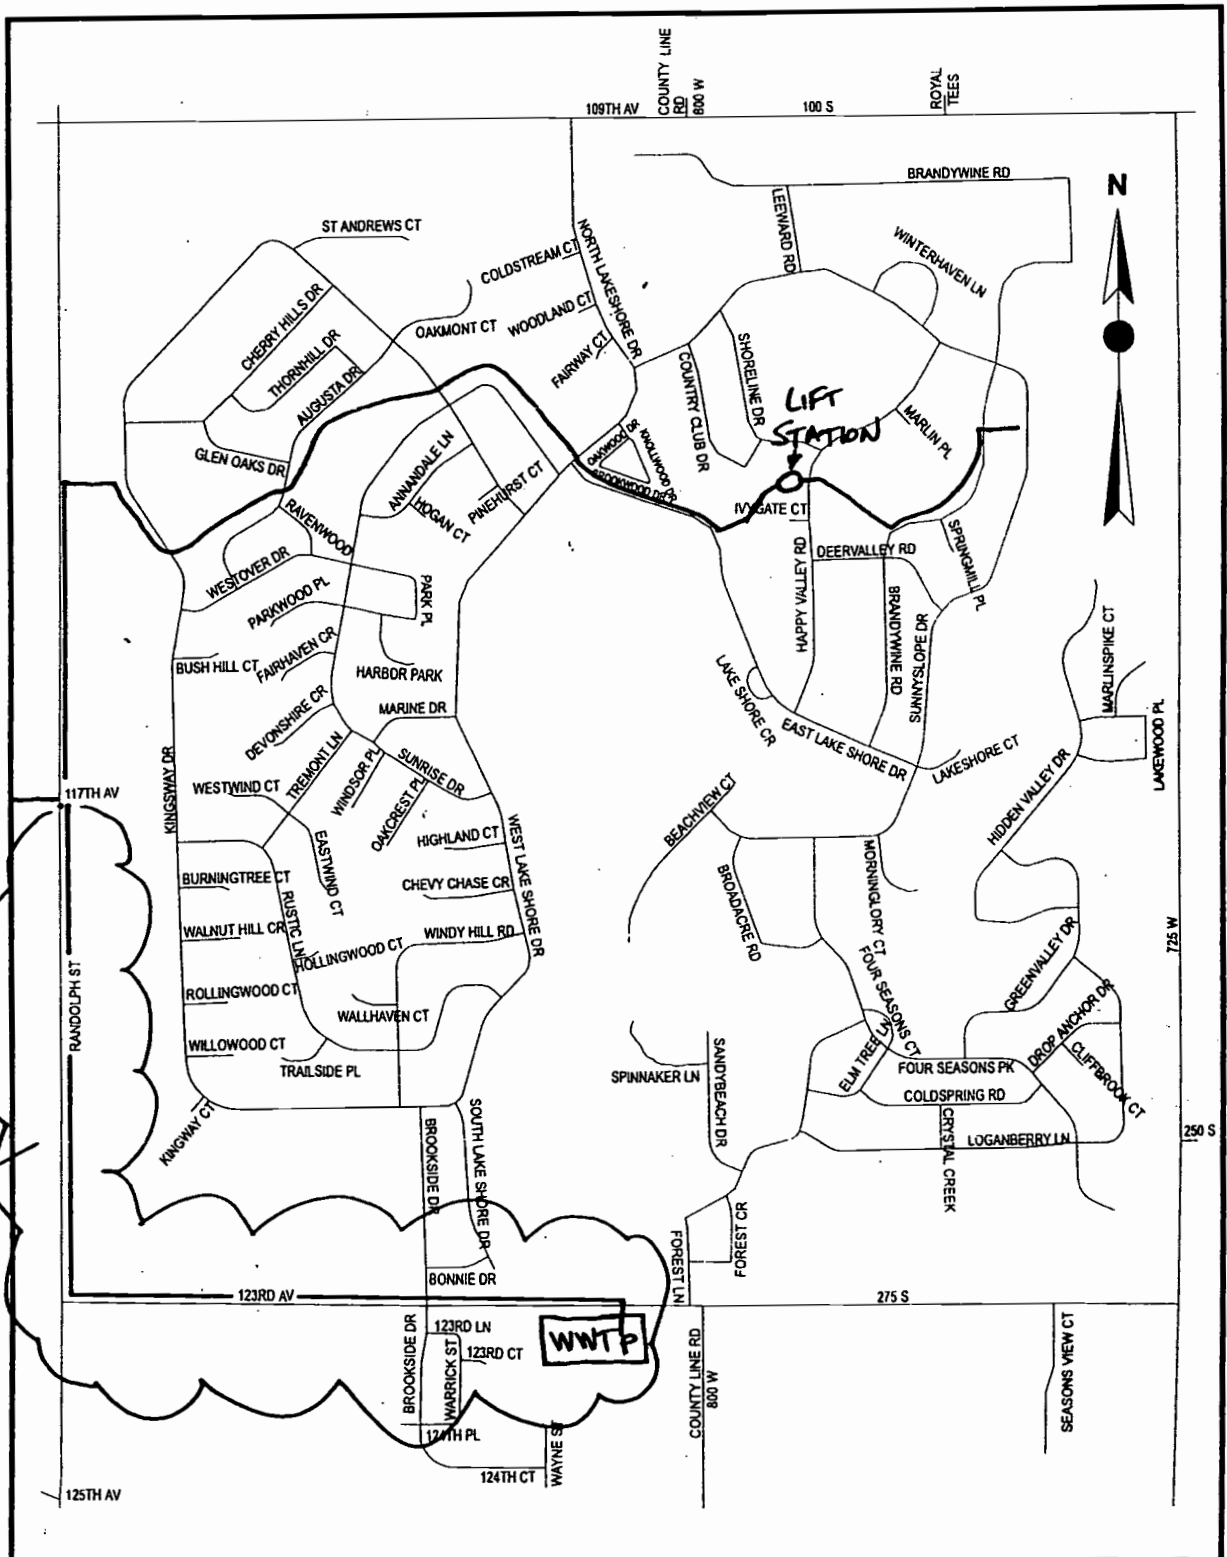 COUNTY LINE
RD
800 W
ROYAL
TEES
109TH AV
100 S
BRANDYWINE RD
N
LEEWARD RD
ST ANDREWS CT
COLDSTREAM CT
NORTH LAKESHORE DR
WINTERHAVEN LN
CHERRY HILLS DR
OAKMONT CT
WOODLAND CT
THORNHILL DR
FAIRWAY CT
AUGUSTA DR
COUNTRY CLUB DR
SHORELINE DR
LIFT
STATION
MARLIN PL
GLEN OAKS DR
ANNANDALE LN
HOGAN CT
PINEHURST CT
OAKWOOD DR
KNOLLWOOD DR
BROOKWOOD DR
IVYGATE CT
RAVENWOOD
WESTOVER DR
PARKWOOD PL
PARK PL
HAPPY VALLEY RD
DEERVALLEY RD
SPRINGMILL PL
BRANDYWINE RD
SUNNYSLOPE DR
BUSH HILL CT
FAIRHAVEN CR
HARBOR PARK
MARLINSPIKE CT
LAKE SHORE CR
DEVONSHIRE CR
MARINE DR
EAST LAKE SHORE DR
LAKESHORE CT
LAKEWOOD PL
KINGSWAY DR
TREMONT LN
WINDSOR PL
SUNRISE DR
OAKCREST PL
WESTWIND CT
117TH AV
HIDDEN VALLEY DR
BEACHVIEW CT
EASTWIND CT
HIGHLAND CT
WEST LAKE SHORE DR
BURNINGTREE CT
CHEVY CHASE CR
BROADACRE RD
MORNINGLORY CT
WALNUT HILL CR
RUSTIC LN
HOLLINGWOOD CT
WINDY HILL RD
725 W
RANDOLPH ST
ROLLINGWOOD CT
WALLHAVEN CT
FOUR SEASONS CT
GREENVALLEY DR
DROP ANCHOR DR
WILLOWOOD CT
TRAILSIDE PL
SPINNAKER LN
SANDYBEACH DR
ELM TREE LN
FOUR SEASONS PK
CLIFFBROOK CT
COLDSPRING RD
KINGWAY CT
BROOKSIDE DR
SOUTH LAKE SHORE DR
CRYSTAL CREEK
LOGANBERRY LN
250 S
FOREST LN
FOREST CR
BONNIE DR
123RD AV
275 S
WWTP
BROOKSIDE DR
123RD LN
WARRICK ST
123RD CT
COUNTY LINE RD
800 W
SEASONS VIEW CT
124TH PL
124TH CT
WAYNE ST
125TH AV